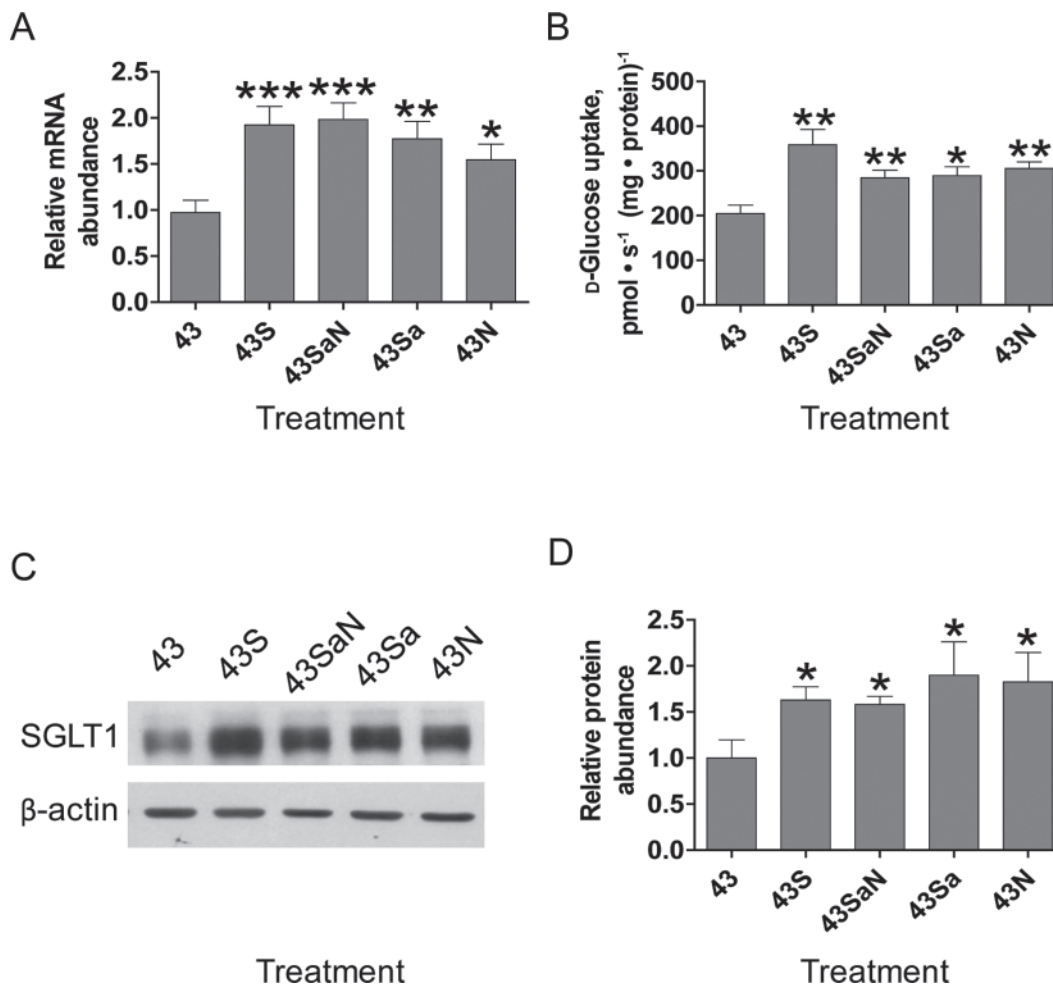 A
Relative mRNA
abundance
2.5
2.0
1.5
1.0
0.5
0.0
***
***
**
*
43
43S
43SaN
43Sa
43N
Treatment
B
D-Glucose uptake,
pmol • s⁻¹ (mg • protein)⁻¹
500
400
300
200
100
0
**
**
*
**
43
43S
43SaN
43Sa
43N
Treatment
C
43
43S
43SaN
43Sa
43N
SGLT1
β-actin
Treatment
D
Relative protein
abundance
2.5
2.0
1.5
1.0
0.5
0.0
*
*
*
*
43
43S
43SaN
43Sa
43N
Treatment